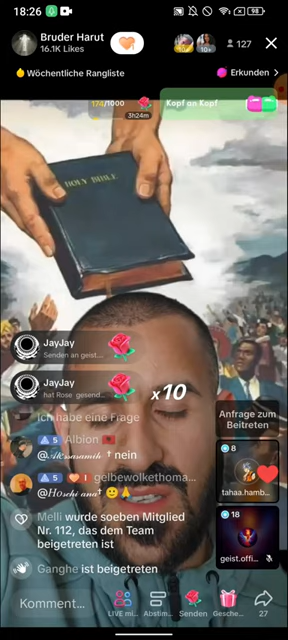 18:26
98
Bruder Harut
16.1K Likes
10+
127
Wöchentliche Rangliste
Erkunden >
174/1000
3h24m
Kopf an Kopf
HOLY BIBLE
JayJay
Senden an geist....
JayJay
hat Rose gesend...
x10
Ich habe eine Frage
5 Albion
nein
5 1 gelbewolkethoma...
Melli wurde soeben Mitglied
Nr. 112, das dem Team
beigetreten ist
Ganghe ist beigetreten
Anfrage zum
Beitreten
8
tahaa.hamb...
18
geist.offi...
Komment...
LIVE mi...
Abstim...
Senden
Gesche...
27